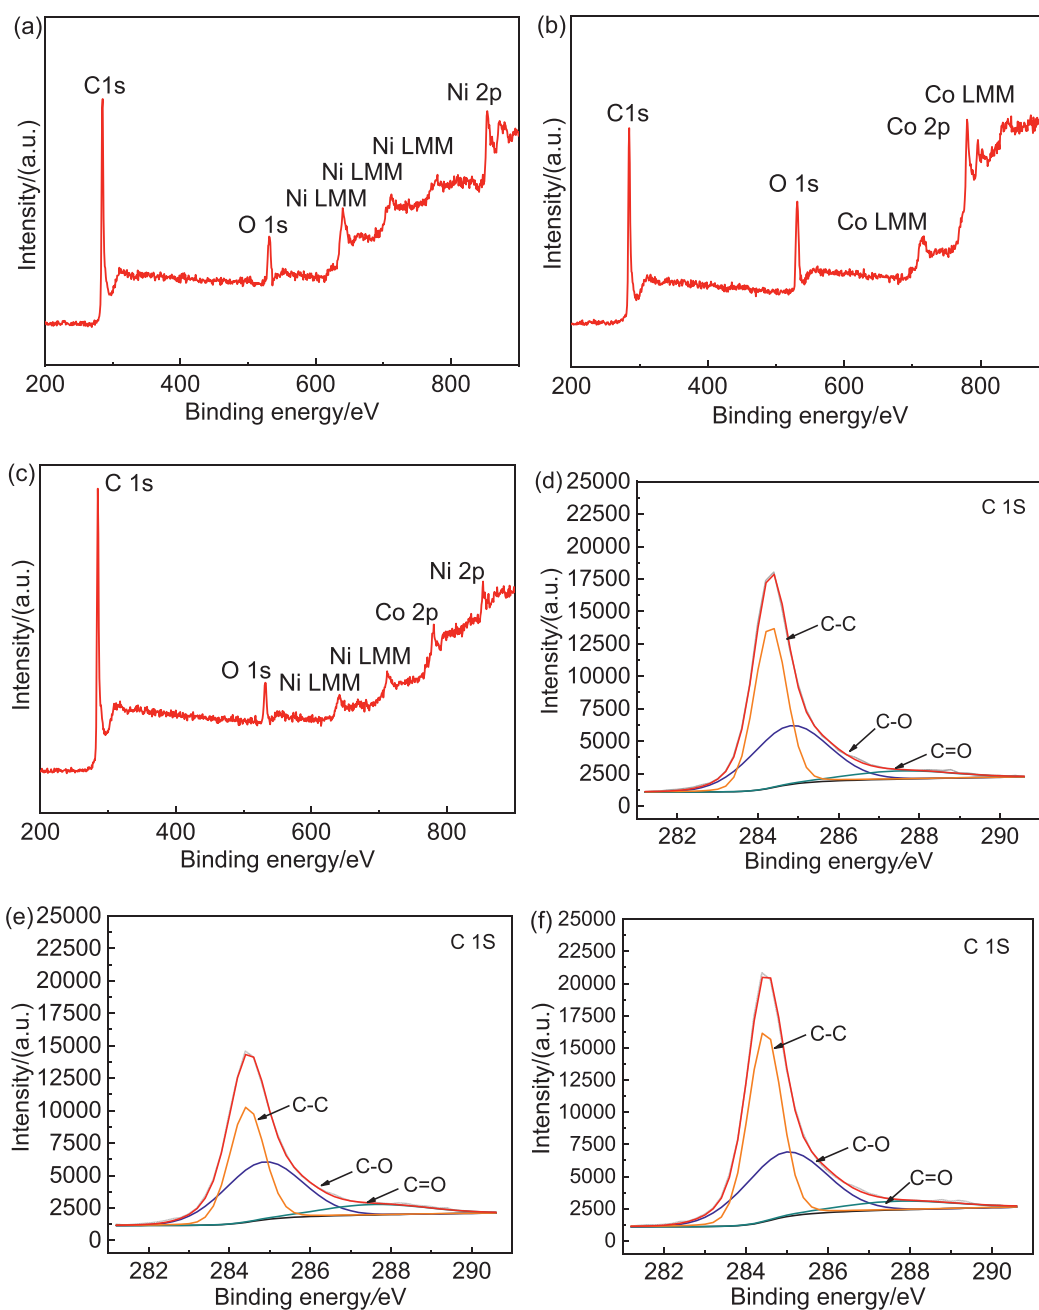 (a)
C1s
Ni 2p
Ni LMM
Ni LMM
Ni LMM
O 1s
Intensity/(a.u.)
200
400
600
800
Binding energy/eV
(b)
Co LMM
C1s
Co 2p
O 1s
Co LMM
Intensity/(a.u.)
200
400
600
800
Binding energy/eV
(c)
C 1s
Ni 2p
Co 2p
O 1s
Ni LMM
Ni LMM
Intensity/(a.u.)
200
400
600
800
Binding energy/eV
(d)
25000
22500
20000
17500
15000
12500
10000
7500
5000
2500
0
C 1S
C-C
C-O
C=O
Intensity/(a.u.)
282
284
286
288
290
Binding energy/eV
(e)
25000
22500
20000
17500
15000
12500
10000
7500
5000
2500
0
C 1S
C-C
C-O
C=O
Intensity/(a.u.)
282
284
286
288
290
Binding energy/eV
(f)
25000
22500
20000
17500
15000
12500
10000
7500
5000
2500
0
C 1S
C-C
C-O
C=O
Intensity/(a.u.)
282
284
286
288
290
Binding energy/eV